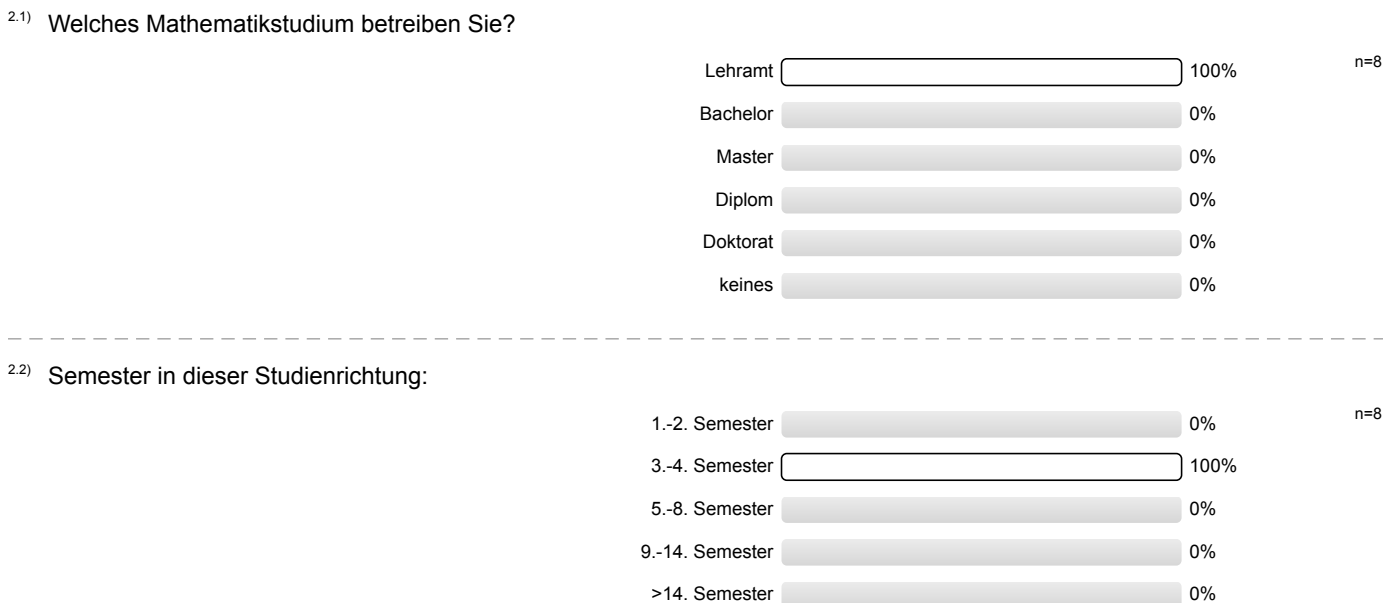 2.1) Welches Mathematikstudium betreiben Sie?
Lehramt 100% n=8
Bachelor 0%
Master 0%
Diplom 0%
Doktorat 0%
keines 0%
2.2) Semester in dieser Studienrichtung:
1.-2. Semester 0% n=8
3.-4. Semester 100%
5.-8. Semester 0%
9.-14. Semester 0%
>14. Semester 0%